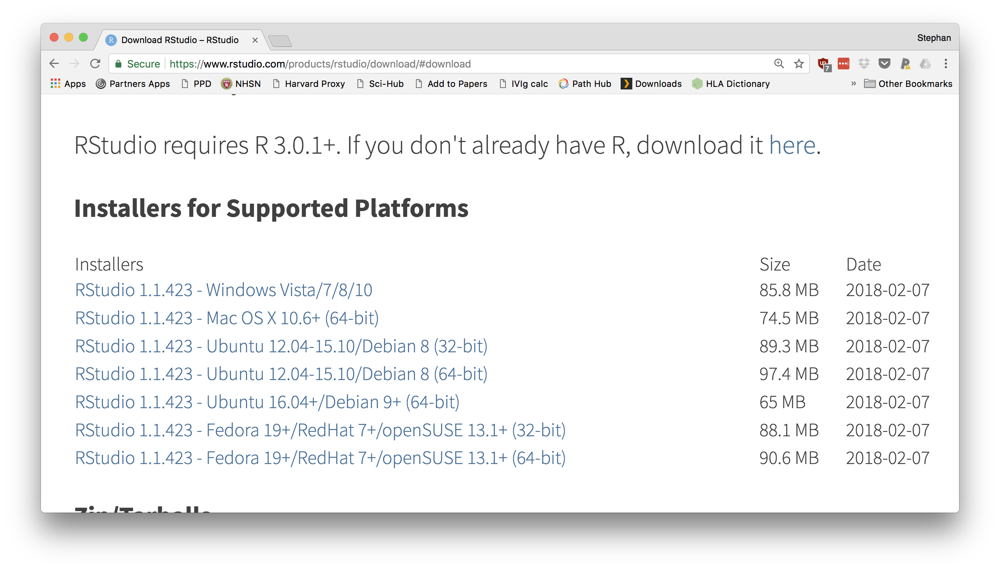 Download RStudio – RStudio
Stephan
Secure https://www.rstudio.com/products/rstudio/download/#download
7
Apps Partners Apps PPD NHSN Harvard Proxy Sci-Hub Add to Papers IVIg calc Path Hub Downloads HLA Dictionary » Other Bookmarks
RStudio requires R 3.0.1+. If you don't already have R, download it here.
Installers for Supported Platforms
Installers Size Date
RStudio 1.1.423 - Windows Vista/7/8/10 85.8 MB 2018-02-07
RStudio 1.1.423 - Mac OS X 10.6+ (64-bit) 74.5 MB 2018-02-07
RStudio 1.1.423 - Ubuntu 12.04-15.10/Debian 8 (32-bit) 89.3 MB 2018-02-07
RStudio 1.1.423 - Ubuntu 12.04-15.10/Debian 8 (64-bit) 97.4 MB 2018-02-07
RStudio 1.1.423 - Ubuntu 16.04+/Debian 9+ (64-bit) 65 MB 2018-02-07
RStudio 1.1.423 - Fedora 19+/RedHat 7+/openSUSE 13.1+ (32-bit) 88.1 MB 2018-02-07
RStudio 1.1.423 - Fedora 19+/RedHat 7+/openSUSE 13.1+ (64-bit) 90.6 MB 2018-02-07
Zip/Tarballs